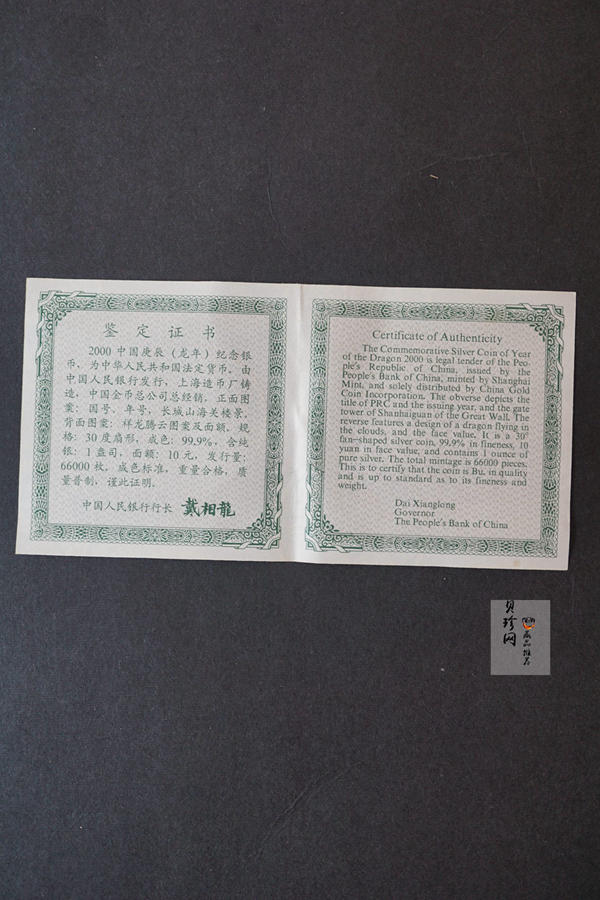 鉴定证书
2000中国庚辰（龙年）纪念银
币，为中华人民共和国法定货币。由
中国人民银行发行，上海造币厂铸
造，中国金币总公司总经销。正面图
案：国号、年号，长城山海关楼景，
背面图案：祥龙腾云图案及面额。规
格：30度扇形，成色：99.9%，含纯
银：1盎司，面额：10元，发行量：
66000枚。成色标准，重量合格，质
量普制，谨此证明。
中国人民银行行长 戴相龍
Certificate of Authenticity
The Commemorative Silver Coin of Year
of the Dragon 2000 is legal tender of the Peo-
ple's Republic of China, issued by the
People's Bank of China, minted by Shanghai
Mint, and solely distributed by China Gold
Coin Incorporation. The obverse depicts the
title of PRC and the issuing year, and the gate
tower of Shanhaiguan of the Great Wall. The
reverse features a design of a dragon flying in
the clouds, and the face value. It is a 30°
fan-shaped silver coin, 99.9% in fineness, 10
yuan in face value, and contains 1 ounce of
pure silver. The total mintage is 66000 pieces.
This is to certify that the coin is Bu. in quality
and is up to standard as to its fineness and
weight.
Dai Xianglong
Governor
The People's Bank of China
贝珍网
藏品推荐